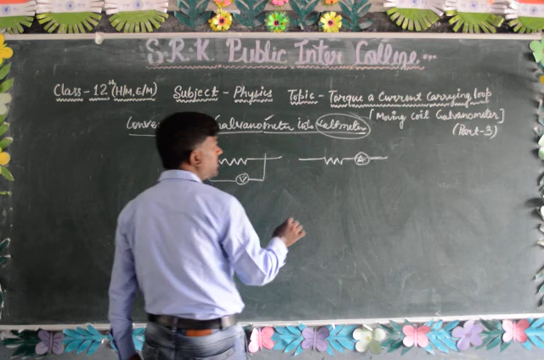 S.R.K Public Inter College
Class - 12th (H/M, E/M) Subject - Physics Topic - Torque a Current Carrying loop
[Moving Coil Galvanometer]
(Part-3)
Galvanometer into Voltmeter
V A